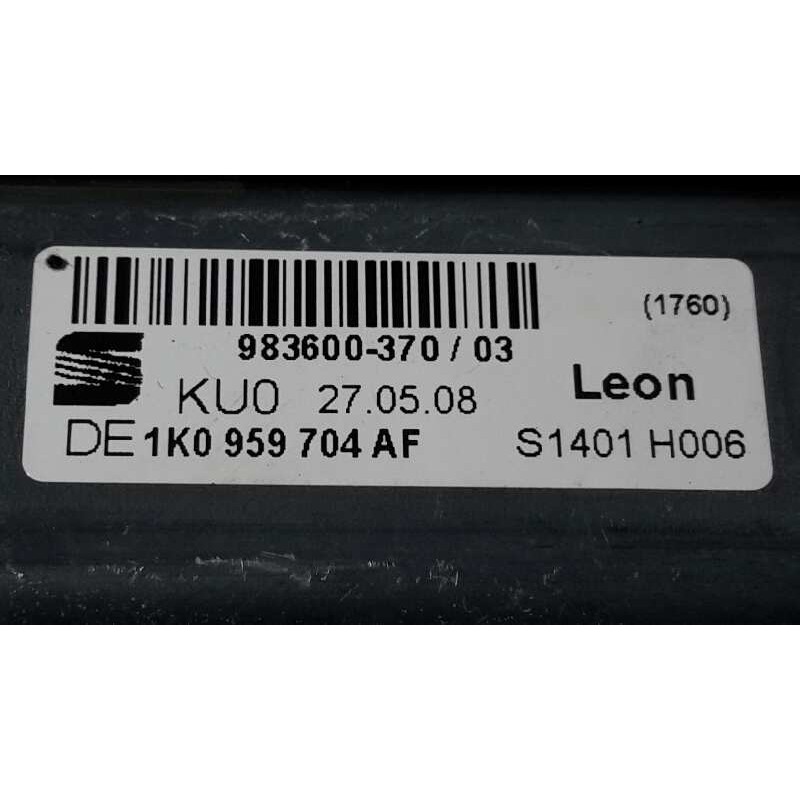 (1760)
983600-370 / 03
KU0 27.05.08 Leon
DE 1K0 959 704 AF S1401 H006